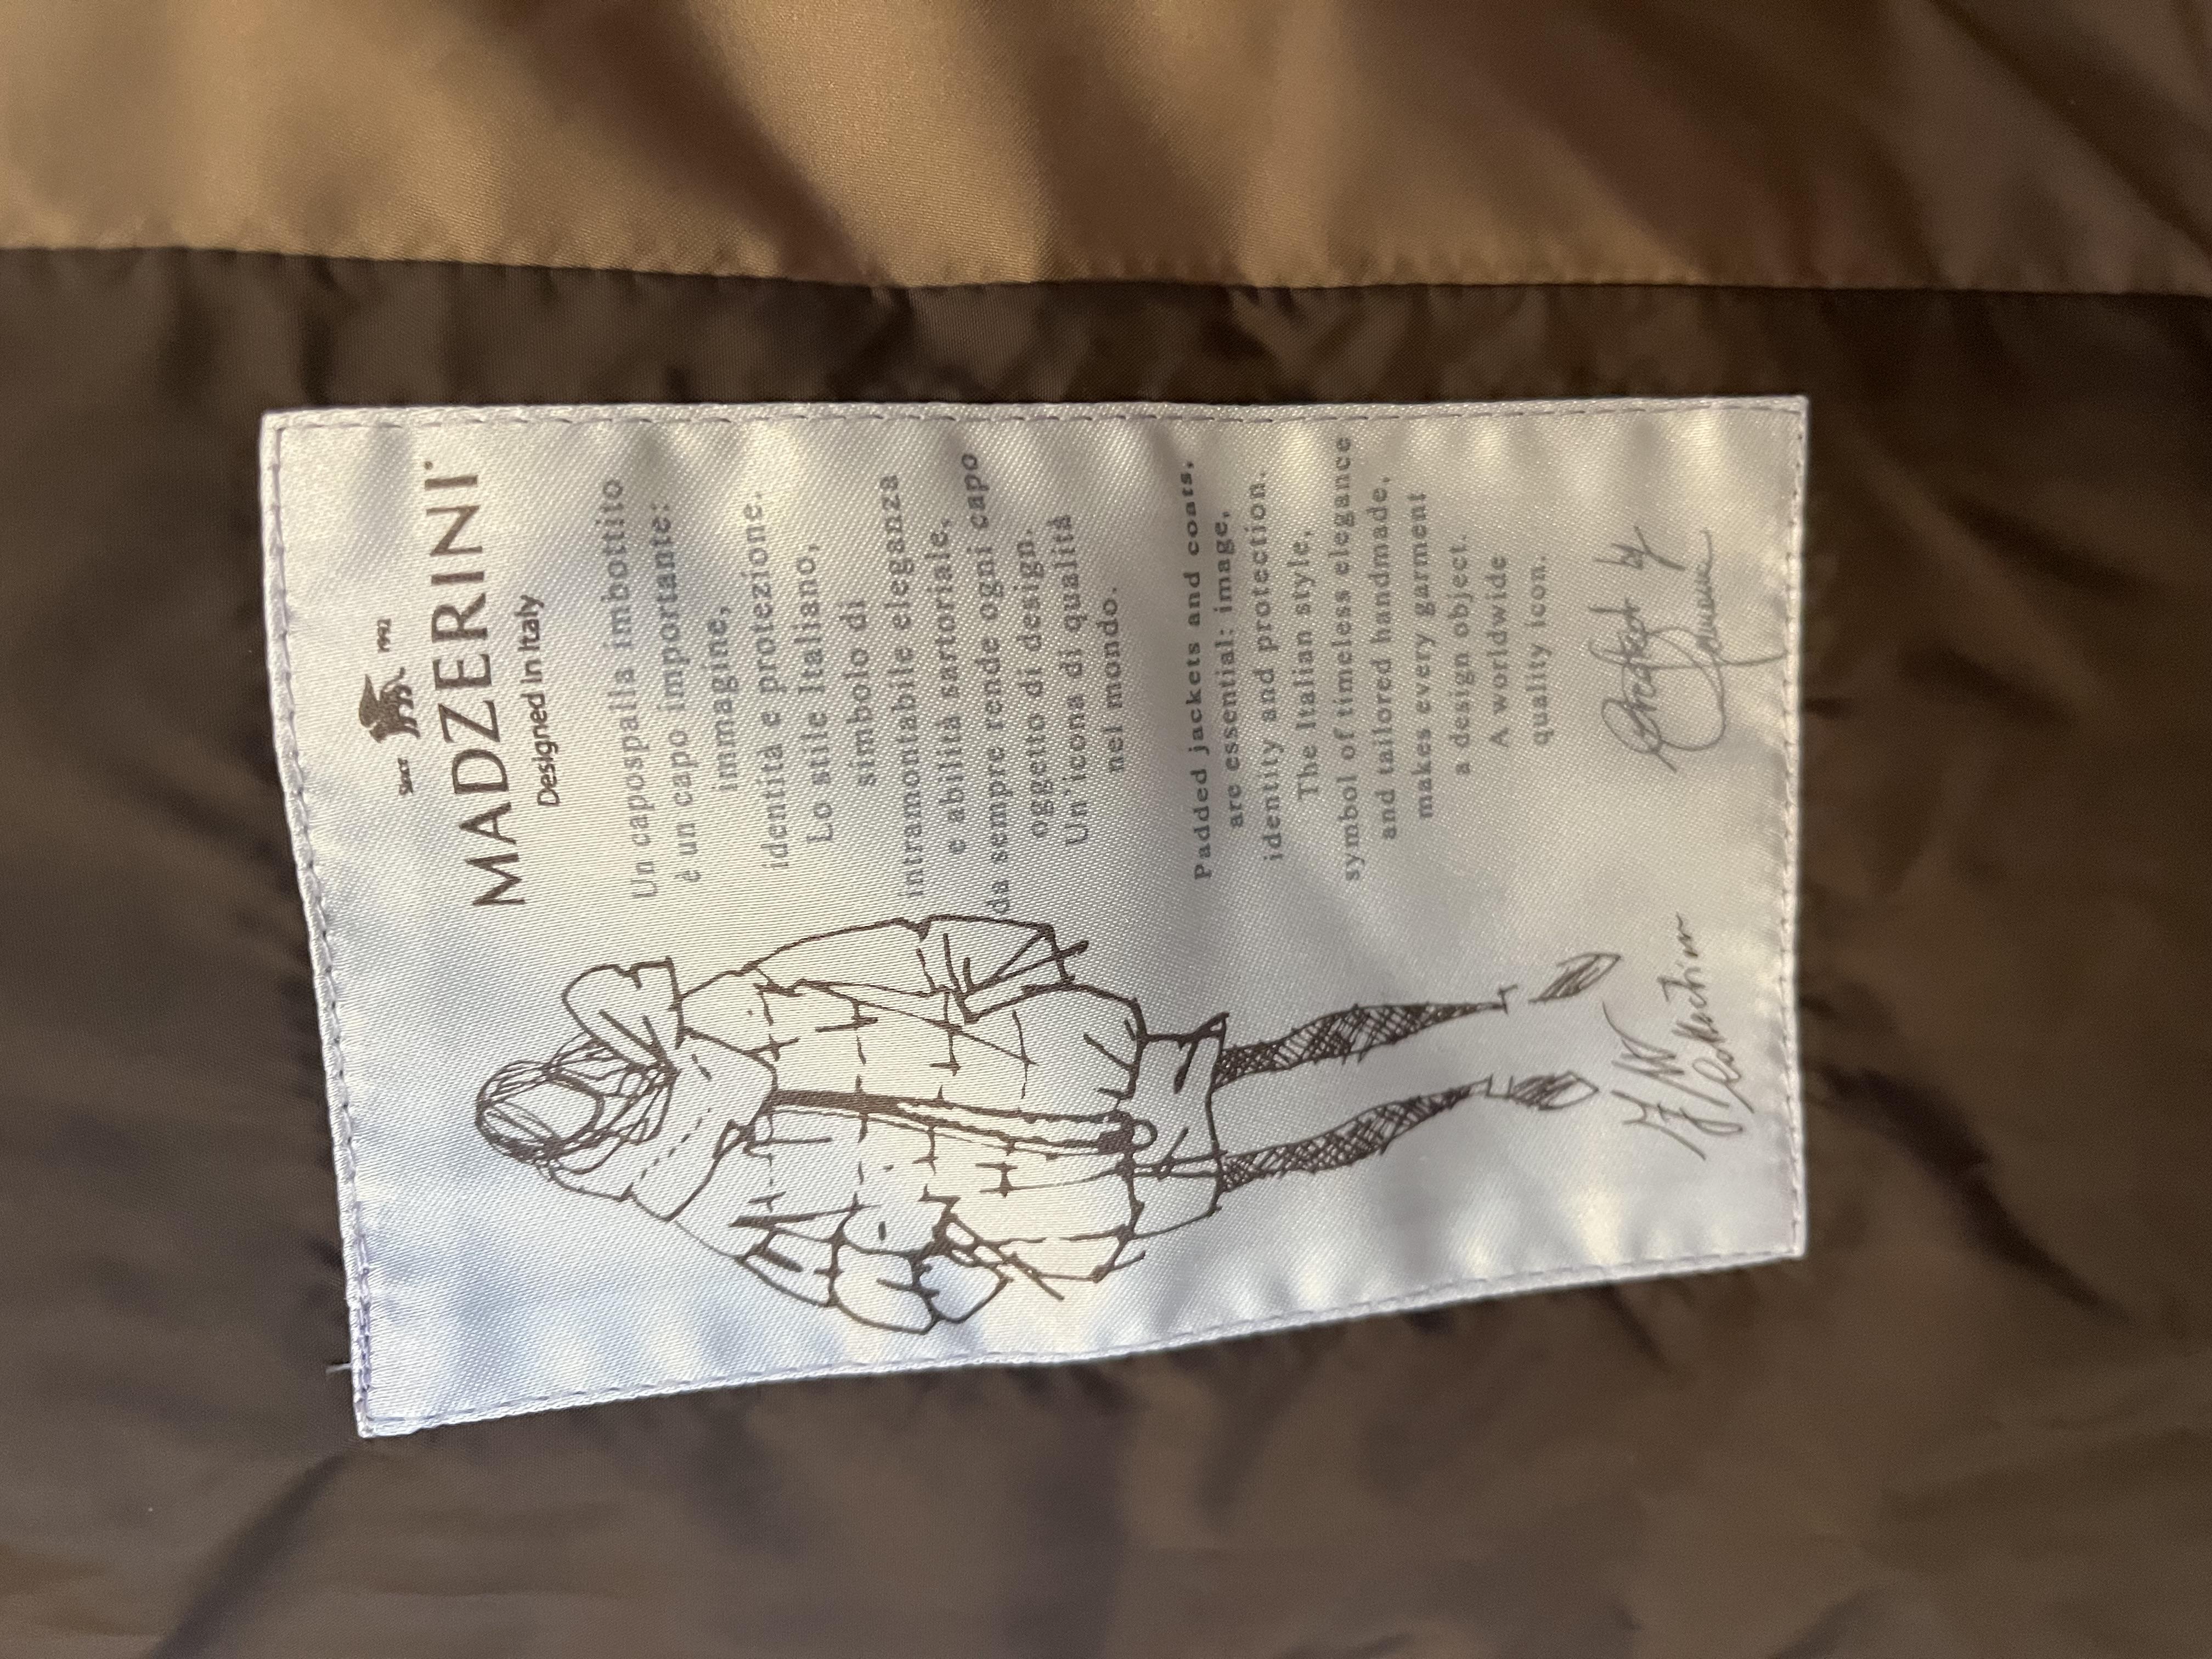 Since 1992
MADZERINI
Designed in Italy
Un capospalla imbottito
è un capo importante:
immagine,
identità e protezione.
Lo stile Italiano,
simbolo di
intramontabile eleganza
e abilità sartoriale,
da sempre rende ogni capo
oggetto di design.
Un'icona di qualità
nel mondo.
Padded jackets and coats,
are essential: image,
identity and protection.
The Italian style,
symbol of timeless elegance
and tailored handmade,
makes every garment
a design object.
A worldwide
quality icon.
Created by
F/W
Collection